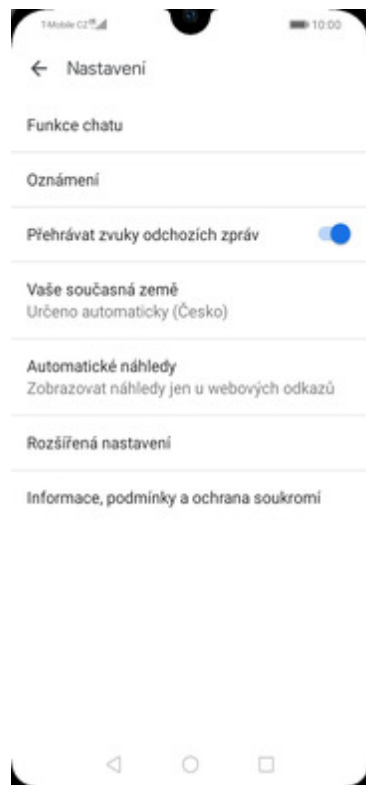 T-Mobile CZ 10:00
Nastavení
Funkce chatu
Oznámení
Přehrávat zvuky odchozích zpráv
Vaše současná země
Určeno automaticky (Česko)
Automatické náhledy
Zobrazovat náhledy jen u webových odkazů
Rozšířená nastavení
Informace, podmínky a ochrana soukromí